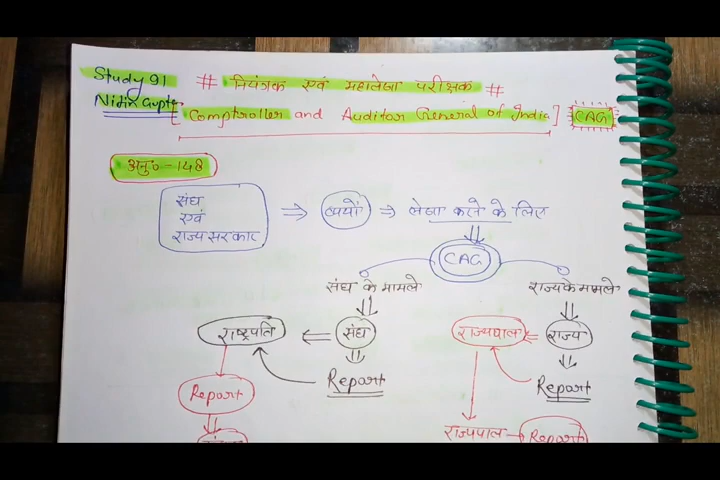 Study 91
# नियंत्रक एवं महालेखा परीक्षक #
Nitin Gupta
[Comptroller and Auditor General of India] CAG
अनु०-148
संघ
एवं
राज्य सरकार
⇒ व्ययों ⇒ लेखा करने के लिए
CAG
संघ के मामले
राज्य के मामले
राष्ट्रपति ⇐ संघ
राज्यपाल ⇐ राज्य
Report
Report
Report
राज्यपाल → Report